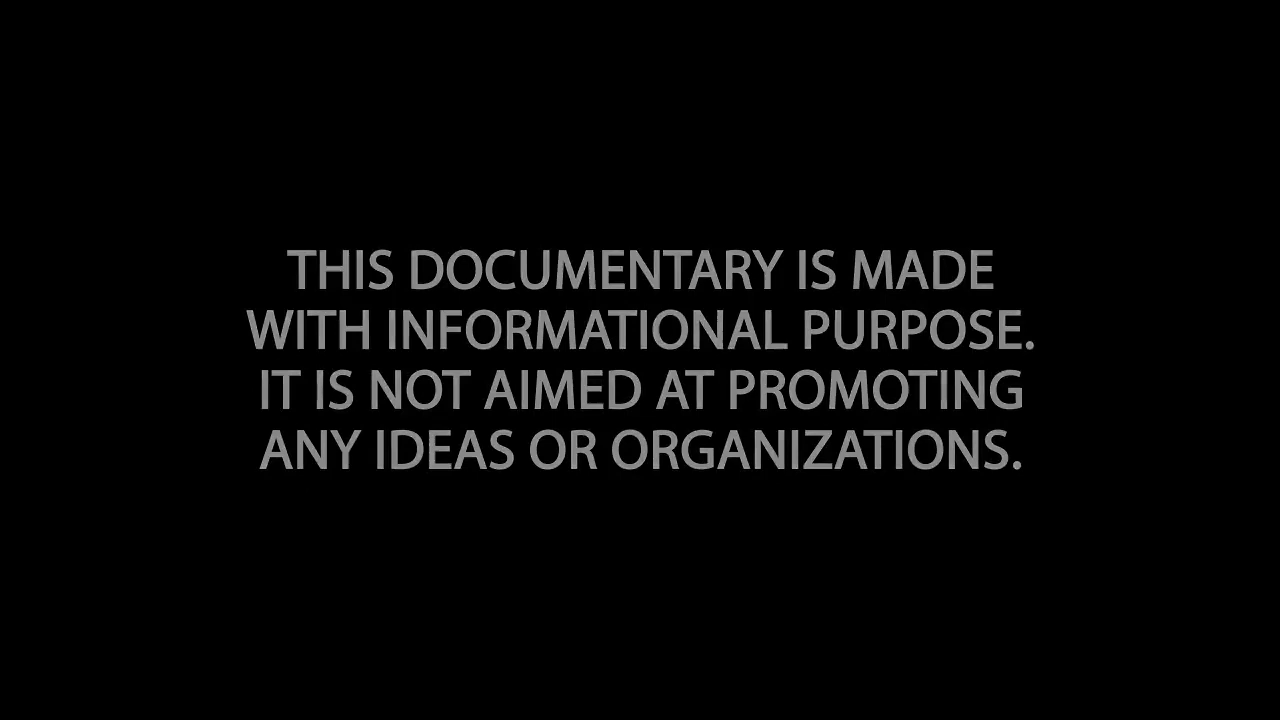 THIS DOCUMENTARY IS MADE
WITH INFORMATIONAL PURPOSE.
IT IS NOT AIMED AT PROMOTING
ANY IDEAS OR ORGANIZATIONS.